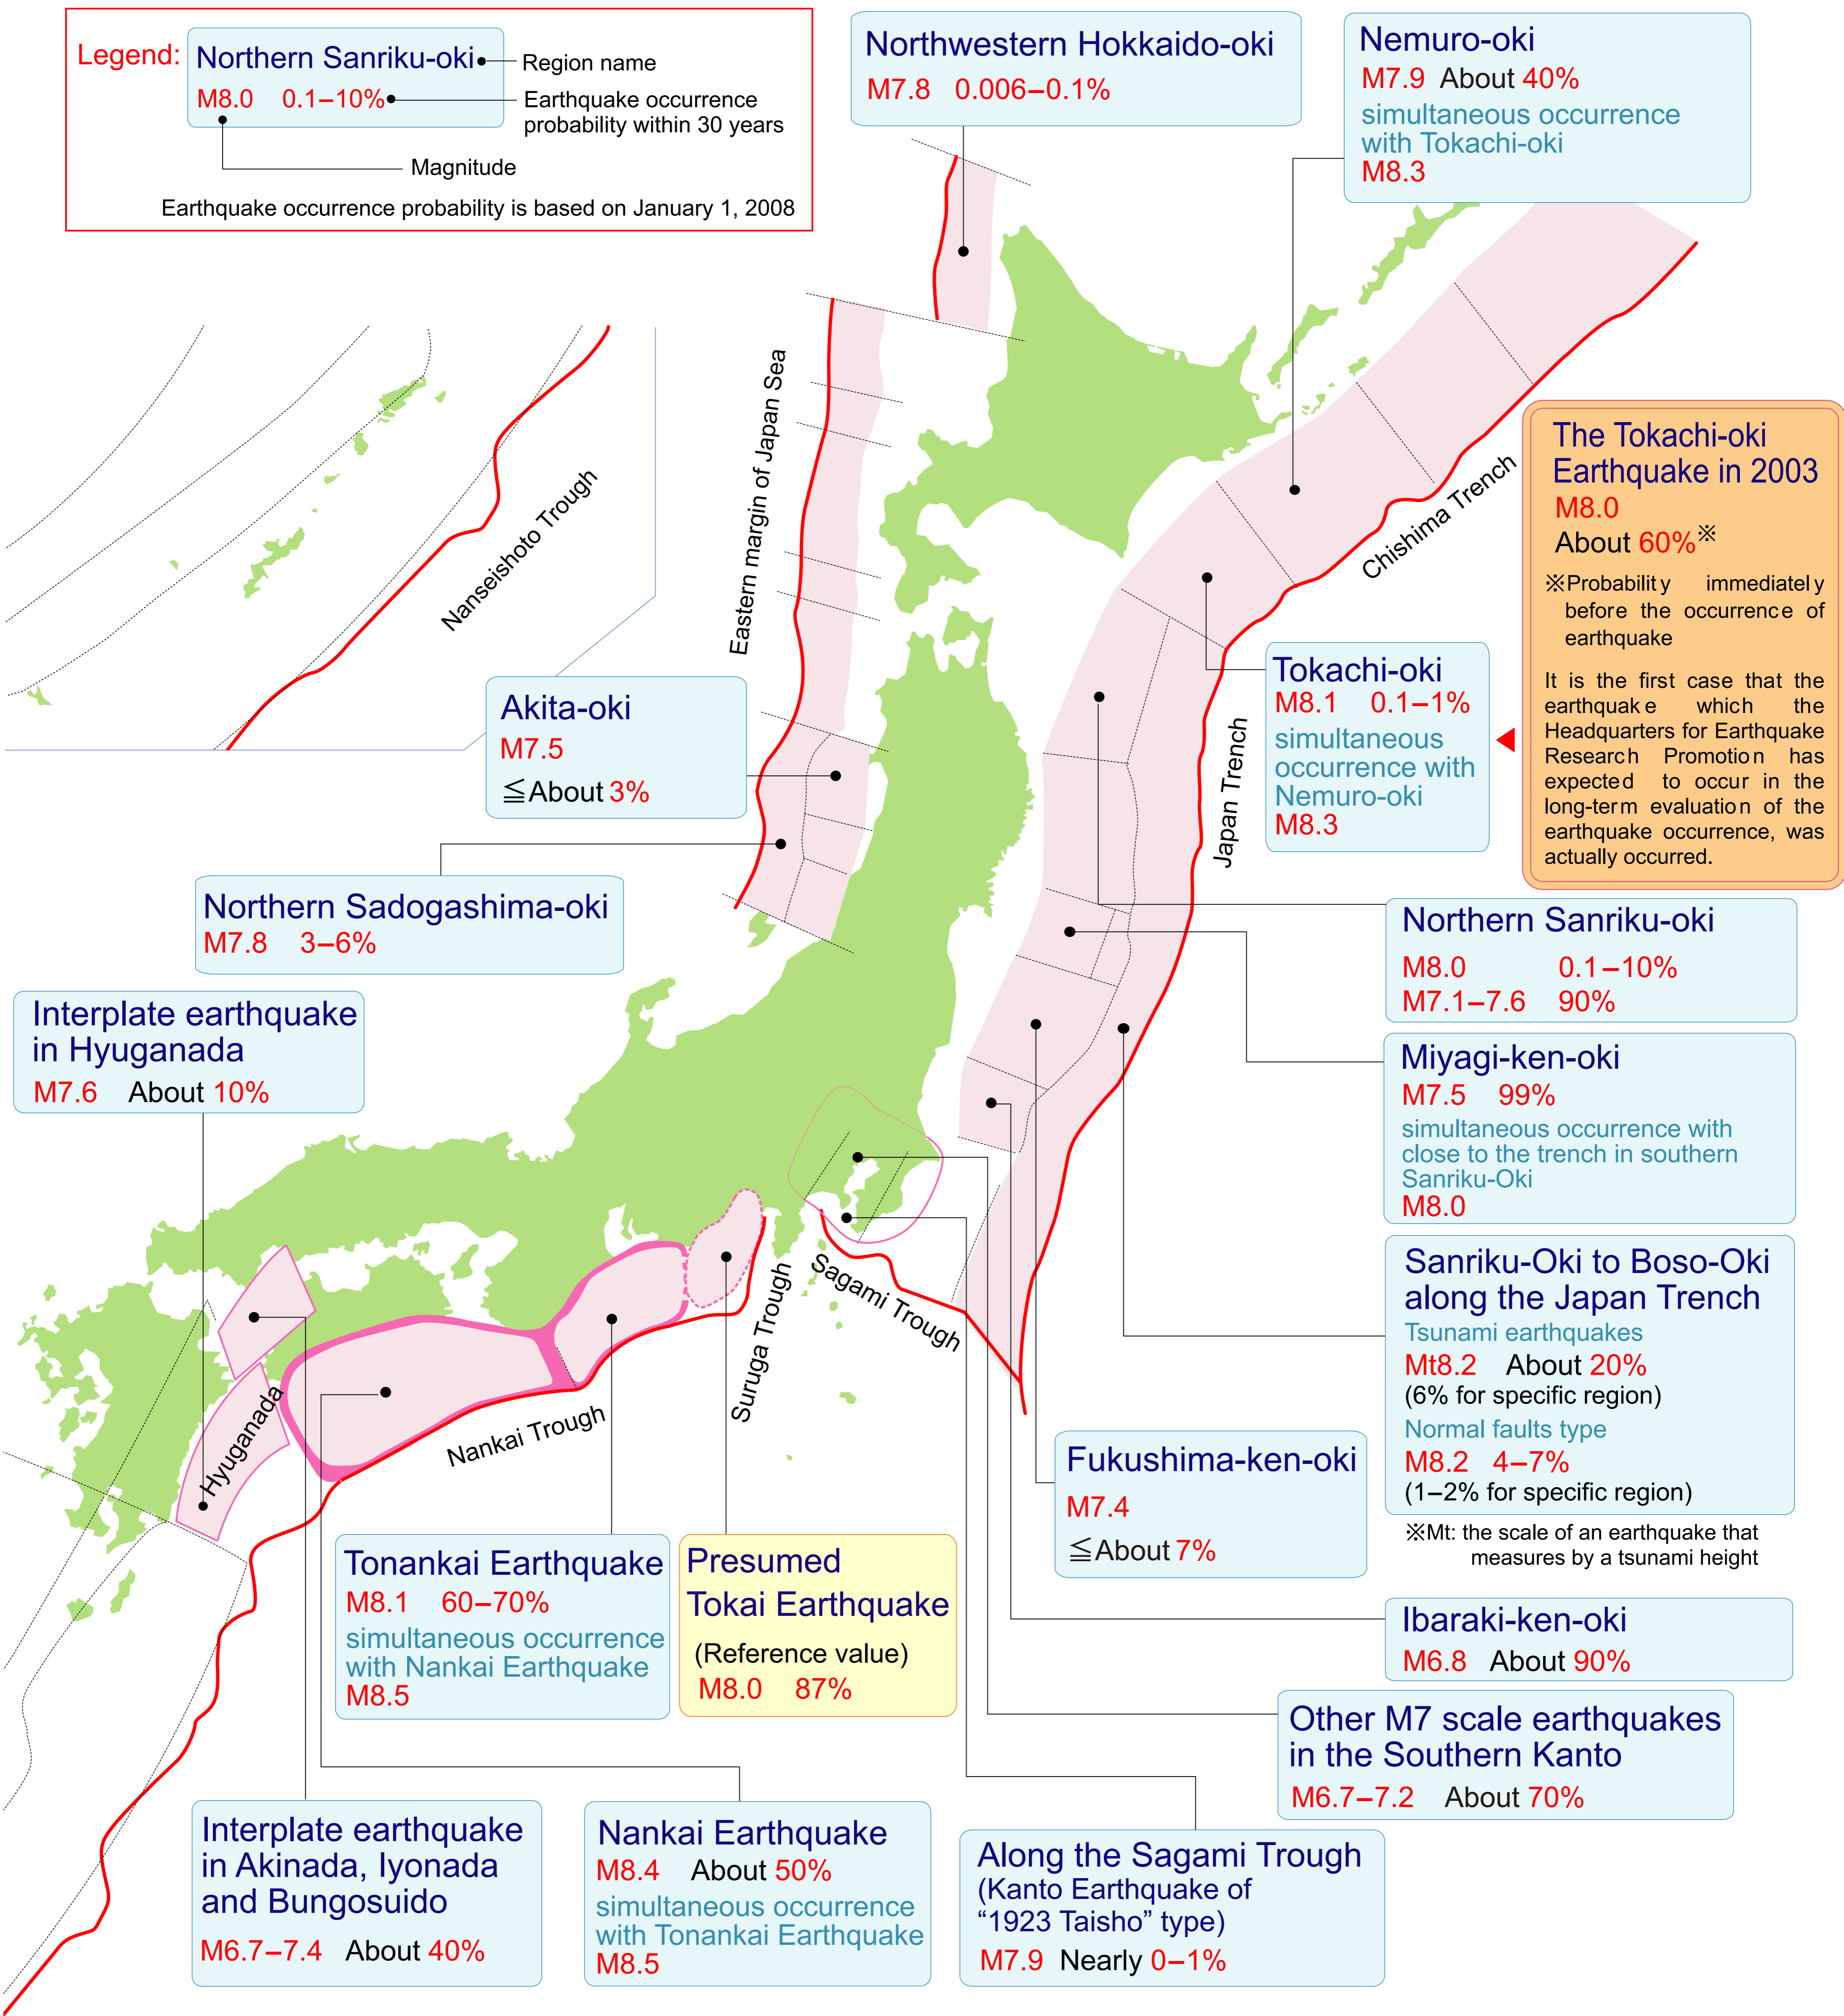 Legend:
Northern Sanriku-oki
M8.0 0.1–10%
Region name
Earthquake occurrence
probability within 30 years
Magnitude
Earthquake occurrence probability is based on January 1, 2008
Northwestern Hokkaido-oki
M7.8 0.006–0.1%
Nemuro-oki
M7.9 About 40%
simultaneous occurrence
with Tokachi-oki
M8.3
Nanseishoto Trough
Eastern margin of Japan Sea
Chishima Trench
Japan Trench
The Tokachi-oki
Earthquake in 2003
M8.0
About 60%※
※Probability immediately
before the occurrence of
earthquake
It is the first case that the
earthquake which the
Headquarters for Earthquake
Research Promotion has
expected to occur in the
long-term evaluation of the
earthquake occurrence, was
actually occurred.
Tokachi-oki
M8.1 0.1–1%
simultaneous
occurrence with
Nemuro-oki
M8.3
Akita-oki
M7.5
≦About 3%
Northern Sadogashima-oki
M7.8 3–6%
Northern Sanriku-oki
M8.0 0.1–10%
M7.1–7.6 90%
Interplate earthquake
in Hyuganada
M7.6 About 10%
Miyagi-ken-oki
M7.5 99%
simultaneous occurrence with
close to the trench in southern
Sanriku-Oki
M8.0
Sanriku-Oki to Boso-Oki
along the Japan Trench
Tsunami earthquakes
Mt8.2 About 20%
(6% for specific region)
Normal faults type
M8.2 4–7%
(1–2% for specific region)
※Mt: the scale of an earthquake that
measures by a tsunami height
Sagami Trough
Suruga Trough
Nankai Trough
Hyuganada
Fukushima-ken-oki
M7.4
≦About 7%
Tonankai Earthquake
M8.1 60–70%
simultaneous occurrence
with Nankai Earthquake
M8.5
Presumed
Tokai Earthquake
(Reference value)
M8.0 87%
Ibaraki-ken-oki
M6.8 About 90%
Other M7 scale earthquakes
in the Southern Kanto
M6.7–7.2 About 70%
Interplate earthquake
in Akinada, Iyonada
and Bungosuido
M6.7–7.4 About 40%
Nankai Earthquake
M8.4 About 50%
simultaneous occurrence
with Tonankai Earthquake
M8.5
Along the Sagami Trough
(Kanto Earthquake of
“1923 Taisho” type)
M7.9 Nearly 0–1%